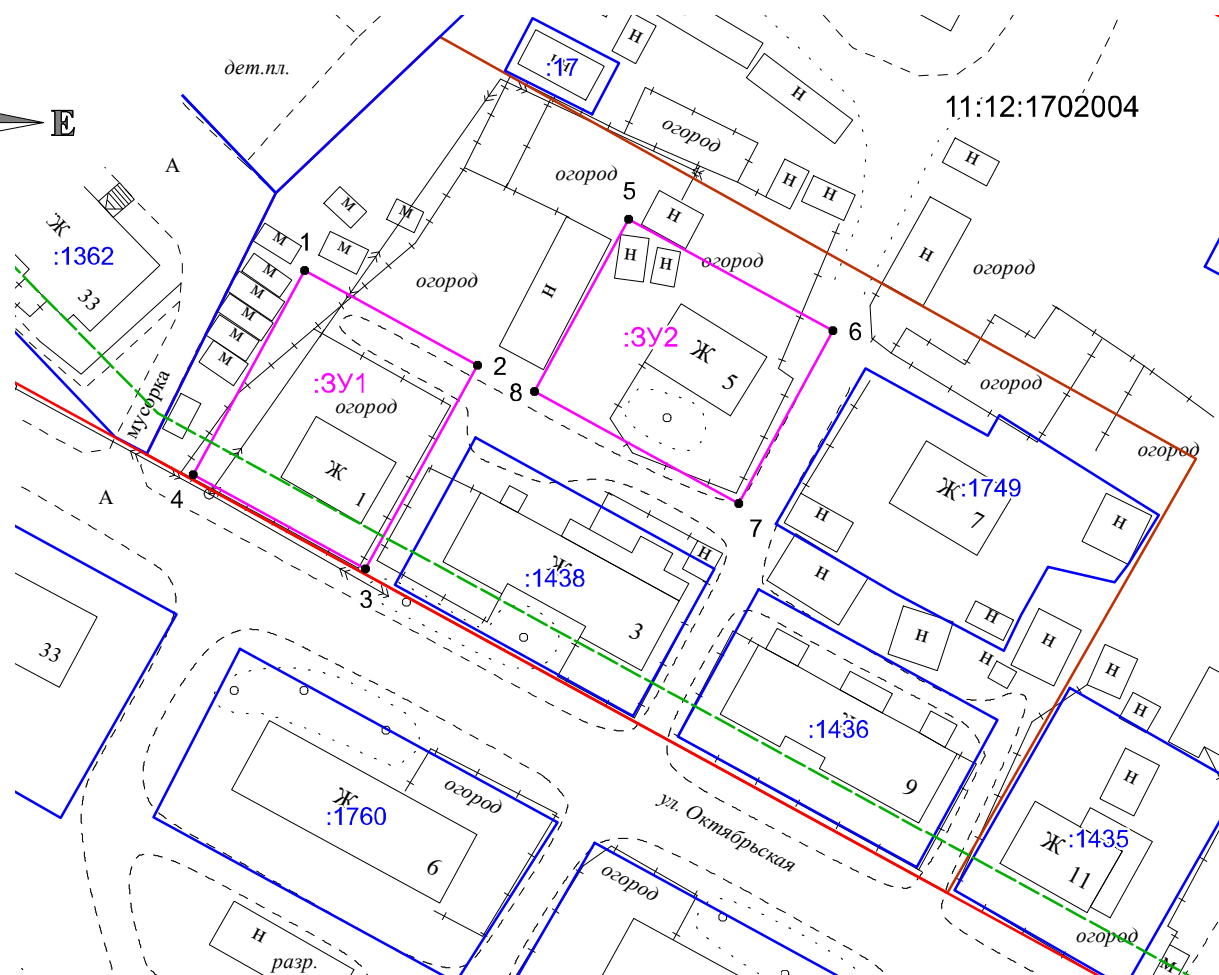 дет.пл.
Н
Н
:17
Н
11:12:1702004
E
огород
А
Н
огород
Н
Н
Ж
:1362
33
М
М
5
Н
М
1
М
М
М
М
М
М
огород
Н
Н
огород
Н
огород
Н
6
:ЗУ2
Ж
5
2
8
:ЗУ1
огород
огород
мусорка
огород
Ж
1
4
А
7
Ж
:1749
7
Н
Н
3
Ж
:1438
Н
3
Н
Н
Н
Н
Н
33
Н
Н
:1436
9
Н
Ж
:1760
6
огород
ул. Октябрьская
Ж
:1435
11
огород
огород
Н
разр.
М